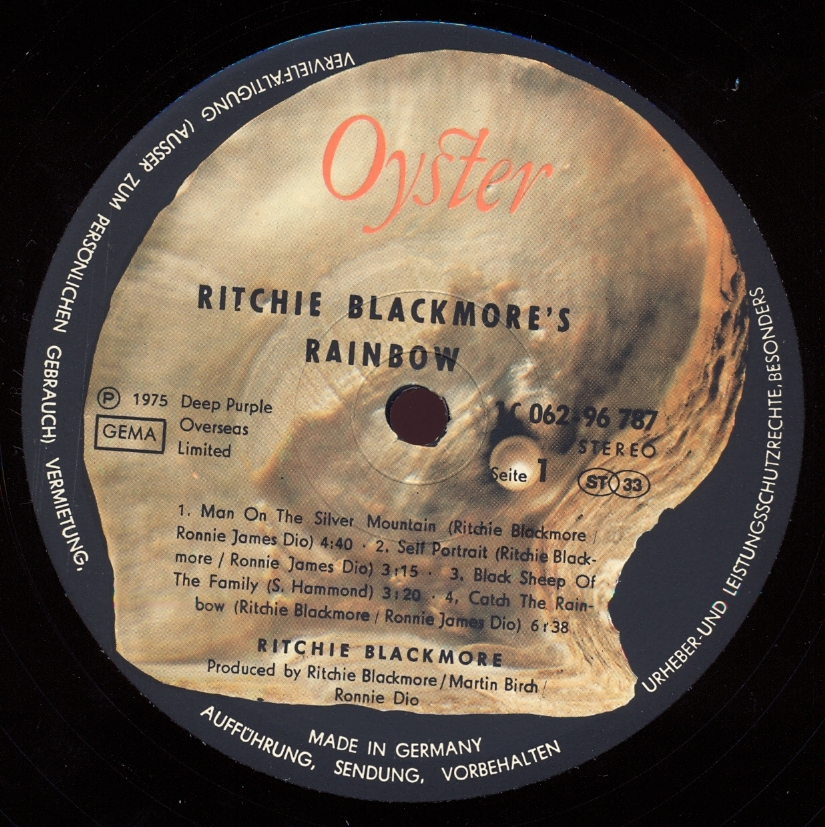 Oyster
RITCHIE BLACKMORE'S
RAINBOW
Ⓟ 1975 Deep Purple
Overseas
Limited
GEMA
1C 062-96 787
STEREO
Seite 1
ST 33
1. Man On The Silver Mountain (Ritchie Blackmore /
Ronnie James Dio) 4:40 · 2. Self Portrait (Ritchie Black-
more / Ronnie James Dio) 3:15 · 3. Black Sheep Of
The Family (S. Hammond) 3:20 · 4. Catch The Rain-
bow (Ritchie Blackmore / Ronnie James Dio) 6:38
RITCHIE BLACKMORE
Produced by Ritchie Blackmore / Martin Birch /
Ronnie Dio
MADE IN GERMANY
URHEBER-UND LEISTUNGSSCHUTZRECHTE, BESONDERS
VERVIELFÄLTIGUNG (AUSSER ZUM PERSÖNLICHEN GEBRAUCH) VERMIETUNG,
AUFFÜHRUNG, SENDUNG, VORBEHALTEN